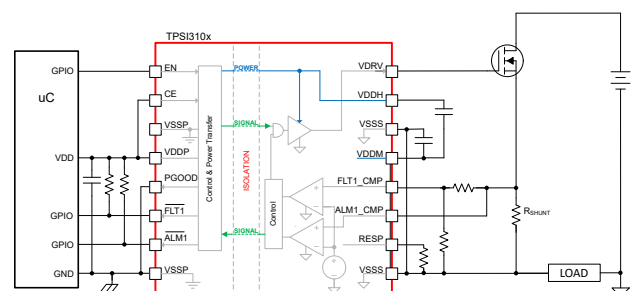 TPSI310x
GPIO
EN
POWER
VDRV
uC
CE
VDDH
VSSP
SIGNAL
VSSS
VDD
VDDP
Control & Power Transfer
ISOLATION
VDDM
PGOOD
FLT1_CMP
GPIO
FLT1
Control
ALM1_CMP
RSHUNT
GPIO
ALM1
SIGNAL
RESP
GND
VSSP
VSSS
LOAD